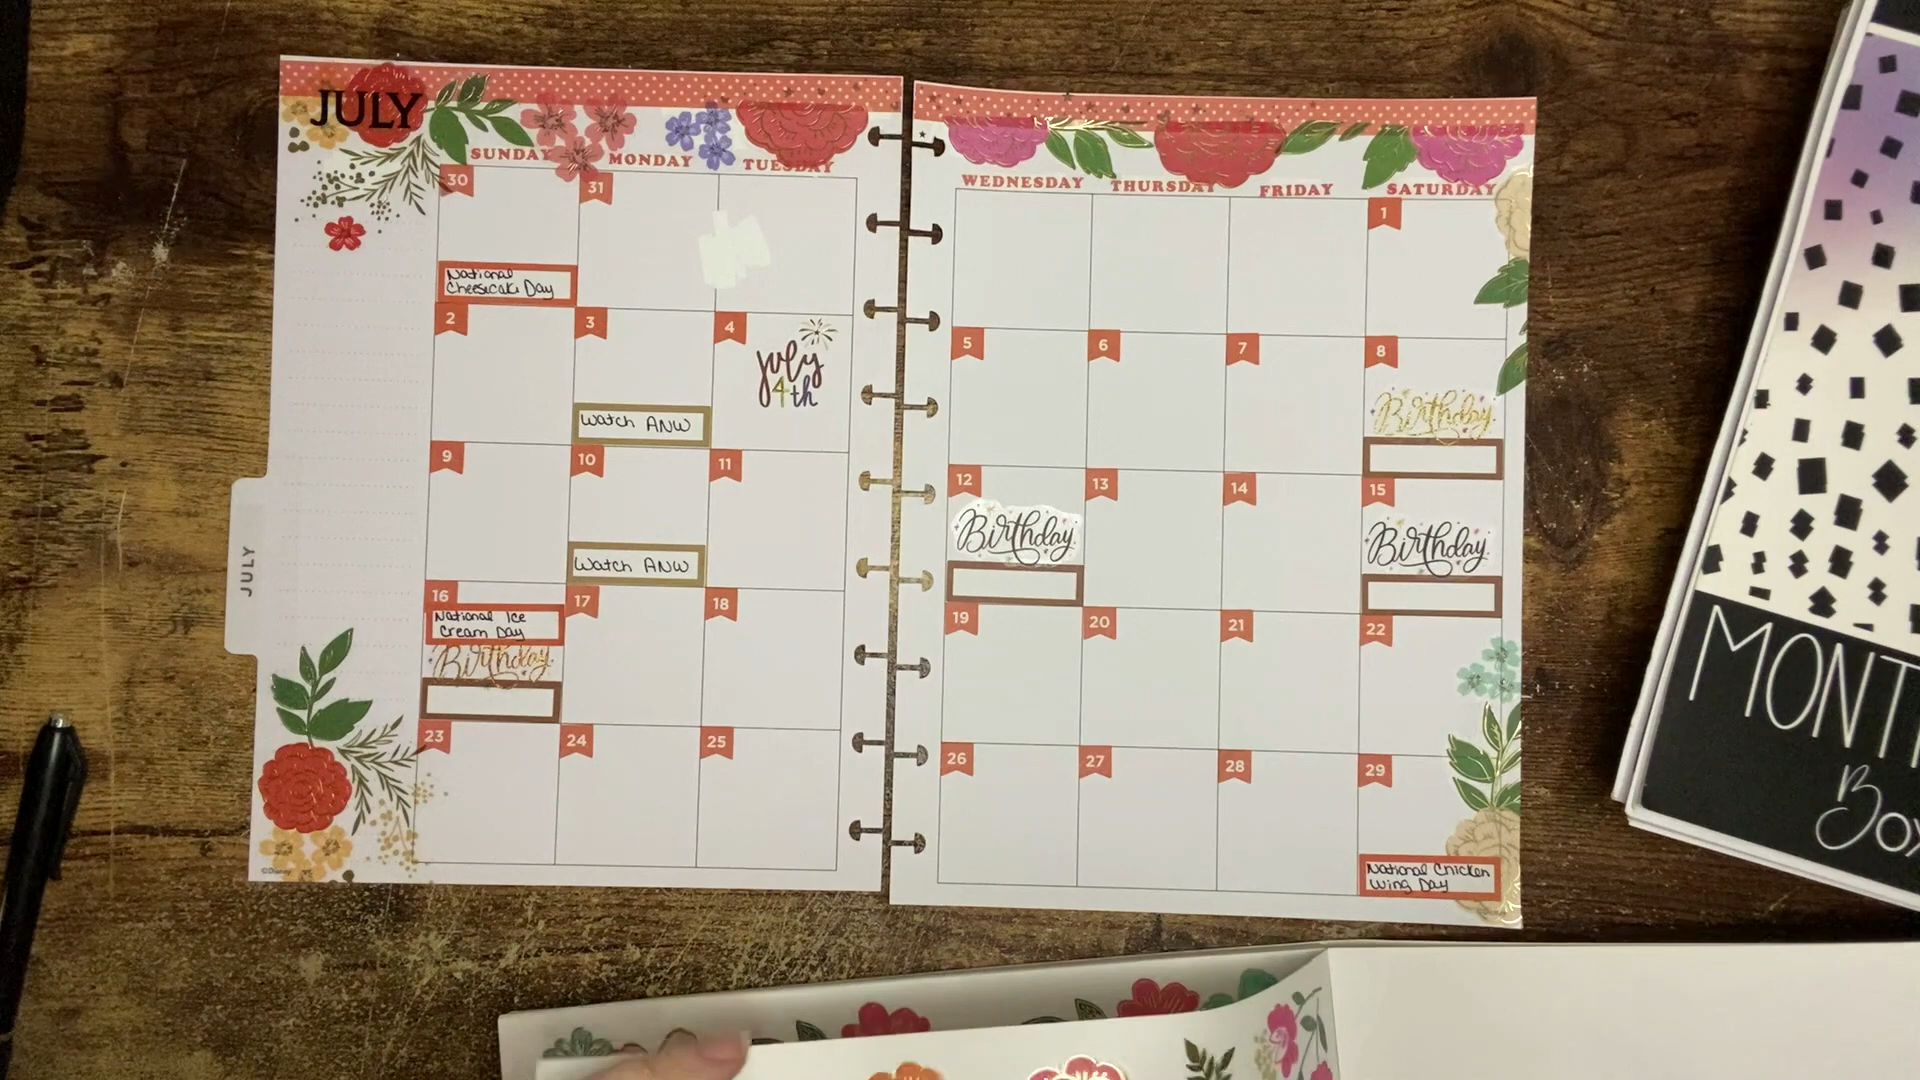 JULY
SUNDAY MONDAY TUESDAY
WEDNESDAY THURSDAY FRIDAY SATURDAY
30 31
1
National
Cheesecake Day
2 3 4
July
4th
Watch ANW
5 6 7 8
Birthday
9 10 11
Watch ANW
12 13 14 15
Birthday
Birthday
16 17 18
National Ice
Cream Day
Birthday
19 20 21 22
23 24 25
26 27 28 29
National Chicken
Wing Day
JULY
©Disney